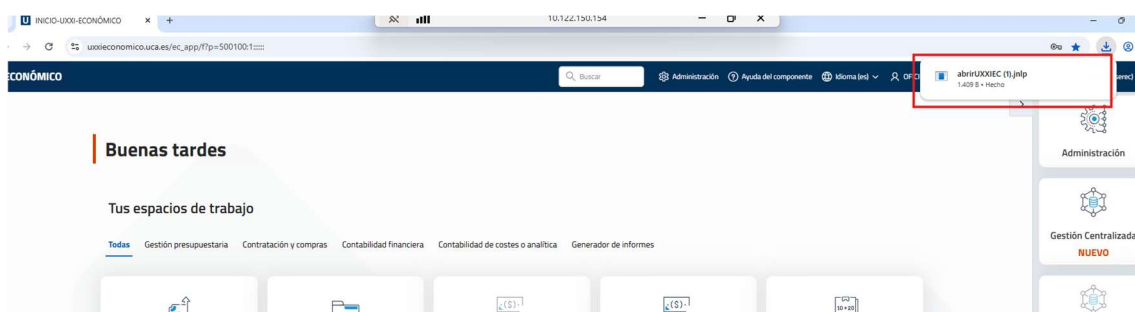 INICIO-UXXI-ECONÓMICO
10.122.150.154
uxxieconomico.uca.es/ec_app/f?p=500100:1:::::
ECONÓMICO
Buscar
Administración
Ayuda del componente
Idioma (es)
abrirUXXIEC (1).jnlp
1.409 B • Hecho
Administración
Buenas tardes
Tus espacios de trabajo
Todas Gestión presupuestaria Contratación y compras Contabilidad financiera Contabilidad de costes o analítica Generador de informes
Gestión Centralizada
NUEVO